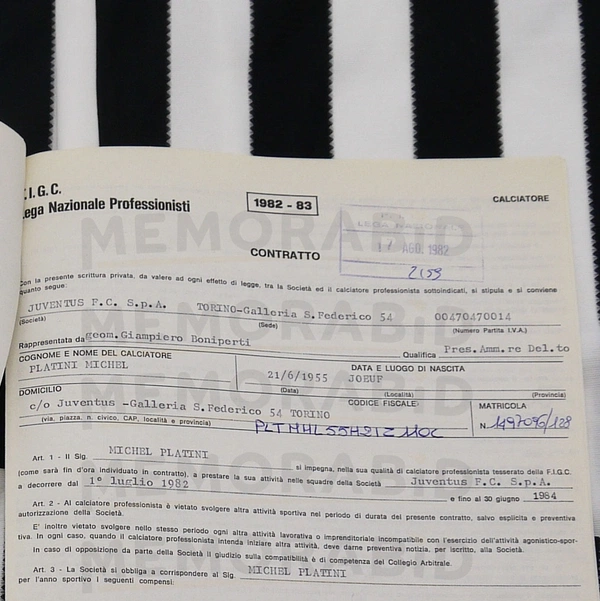 F.I.G.C.
Lega Nazionale Professionisti
1982 - 83
CALCIATORE
LEGA NAZIONALE
AGO. 1982
2159
MEMORABiD
CONTRATTO
Con la presente scrittura privata, da valere ad ogni effetto di legge, tra la Società ed il calciatore professionista sottoindicati, si stipula e si conviene
quanto segue:
JUVENTUS F.C. S.p.A. TORINO-Galleria S.Federico 54 00470470014
(Società) (Sede) (Numero Partita I.V.A.)
Rappresentata da geom.Giampiero Boniperti Qualifica Pres.Amm.re Del.to
COGNOME E NOME DEL CALCIATORE DATA E LUOGO DI NASCITA
PLATINI MICHEL 21/6/1955 JOEUF
(Data) (Località) (Provincia)
DOMICILIO CODICE FISCALE: MATRICOLA
c/o Juventus -Galleria S.Federico 54 TORINO
(via, piazza, n. civico, CAP, località e provincia) PLTMHL55H21Z110C N. 1497096/128
Art. 1 - Il Sig. MICHEL PLATINI si impegna, nella sua qualità di calciatore professionista tesserato della F.I.G.C.
(come sarà fin d'ora individuato in contratto), a prestare la sua attività nelle squadre della Società Juventus F.C. S.p.A.
a decorrere dal 1° luglio 1982 e fino al 30 giugno 1984
Art. 2 - Al calciatore professionista è vietato svolgere altra attività sportiva nel periodo di durata del presente contratto, salvo esplicita e preventiva
autorizzazione della Società.
E' inoltre vietato svolgere nello stesso periodo ogni altra attività lavorativa o imprenditoriale incompatibile con l'esercizio dell'attività agonistico-spor-
tiva. In ogni caso, quando il calciatore professionista intenda iniziare altra attività, deve darne preventiva notizia, per iscritto, alla Società.
In caso di opposizione da parte della Società il giudizio sulla compatibilità è di competenza del Collegio Arbitrale.
Art. 3 - La Società si obbliga a corrispondere al Sig. MICHEL PLATINI
per l'anno sportivo i seguenti compensi: